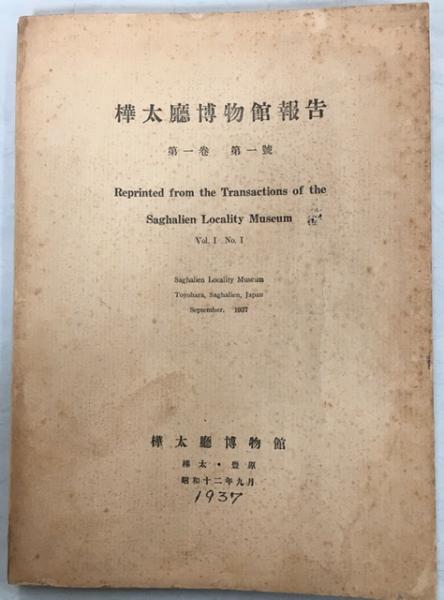 樺太廳博物館報告
第一卷 第一號
Reprinted from the Transactions of the
Saghalien Locality Museum
Vol. I No. I
Saghalien Locality Museum
Toyohara, Saghalien, Japan
September, 1937
樺太廳博物館
樺太・豊原
昭和十二年九月
1937